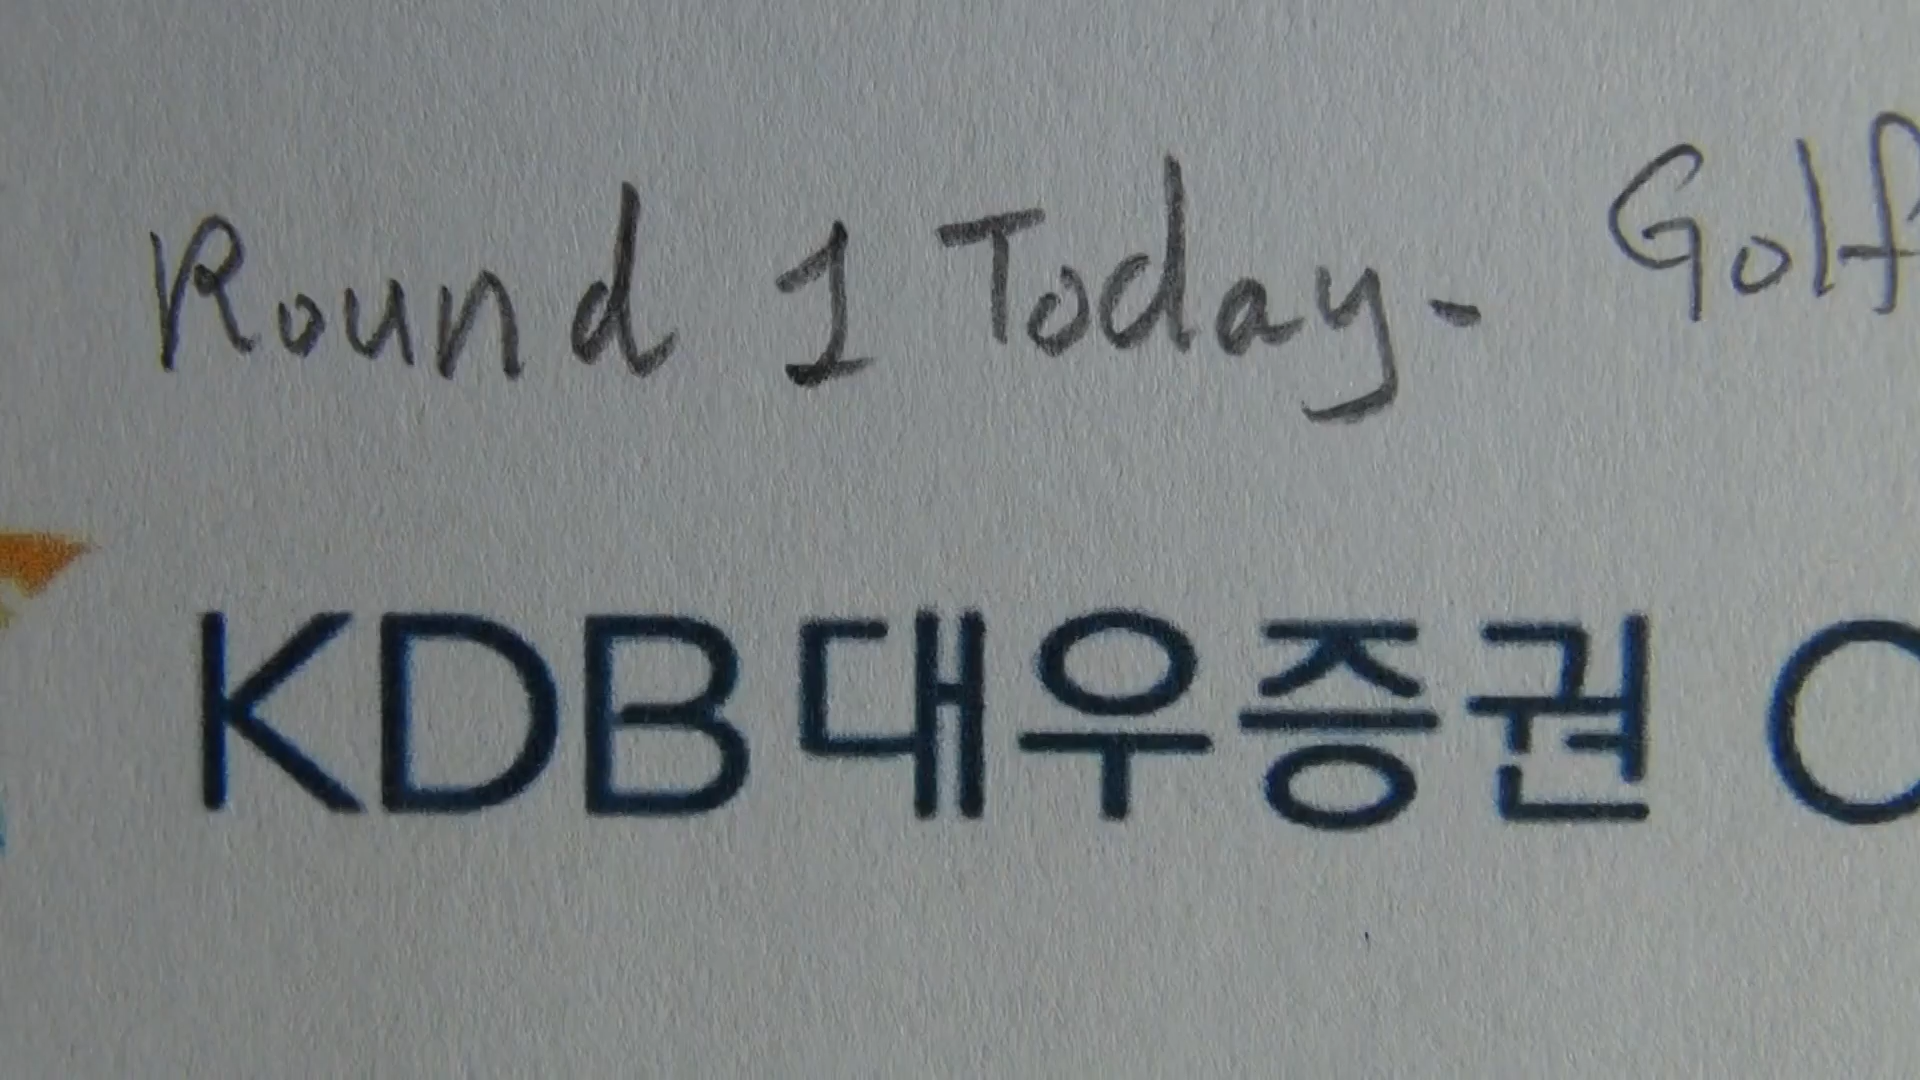 Round 1 Today- Golf
KDB대우증권